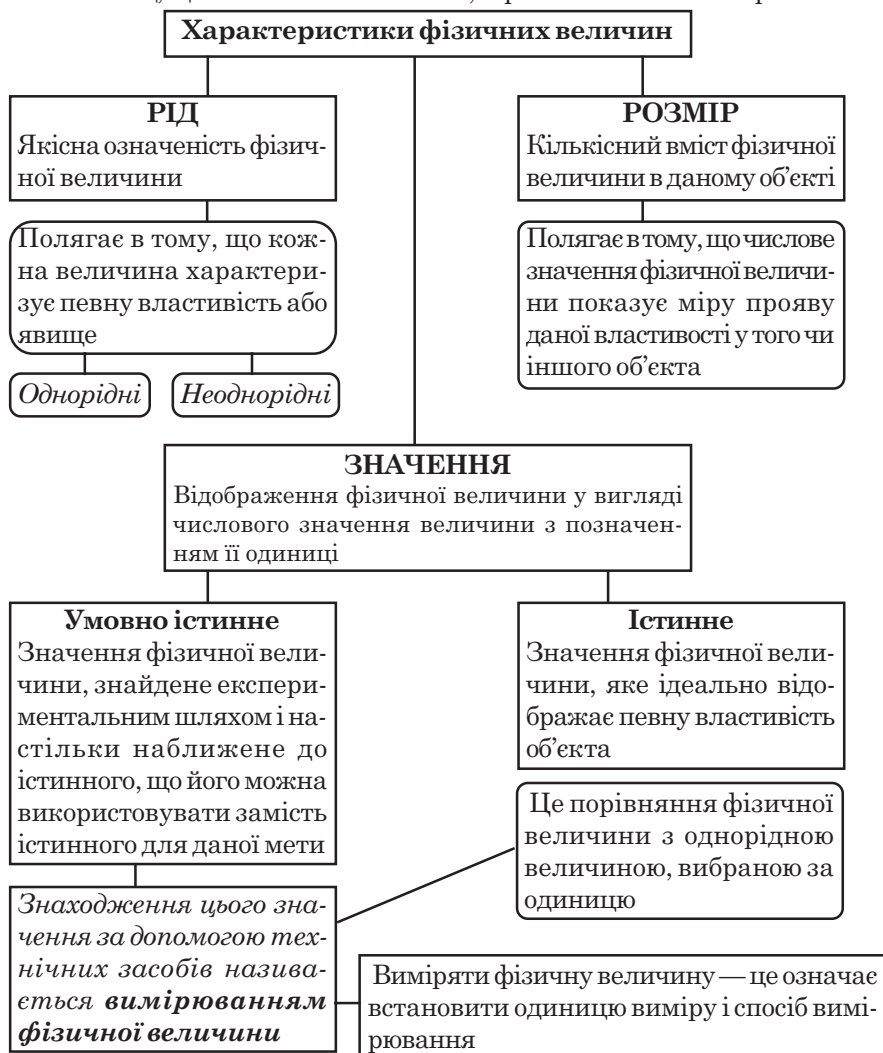 Характеристики фізичних величин
РІД
Якісна означеність фізич-
ної величини
РОЗМІР
Кількісний вміст фізичної
величини в даному об’єкті
Полягає в тому, що кож-
на величина характери-
зує певну властивість або
явище
Полягає в тому, що числове
значення фізичної величи-
ни показує міру прояву
даної властивості у того чи
іншого об’єкта
Однорідні
Неоднорідні
ЗНАЧЕННЯ
Відображення фізичної величини у вигляді
числового значення величини з позначен-
ням її одиниці
Умовно істинне
Значення фізичної вели-
чини, знайдене експери-
ментальним шляхом і на-
стільки наближене до
істинного, що його можна
використовувати замість
істинного для даної мети
Істинне
Значення фізичної вели-
чини, яке ідеально відо-
бражає певну властивість
об’єкта
Це порівняння фізичної
величини з однорідною
величиною, вибраною за
одиницю
Знаходження цього зна-
чення за допомогою тех-
нічних засобів назива-
ється вимірюванням
фізичної величини
Виміряти фізичну величину — це означає
встановити одиницю виміру і спосіб вимі-
рювання